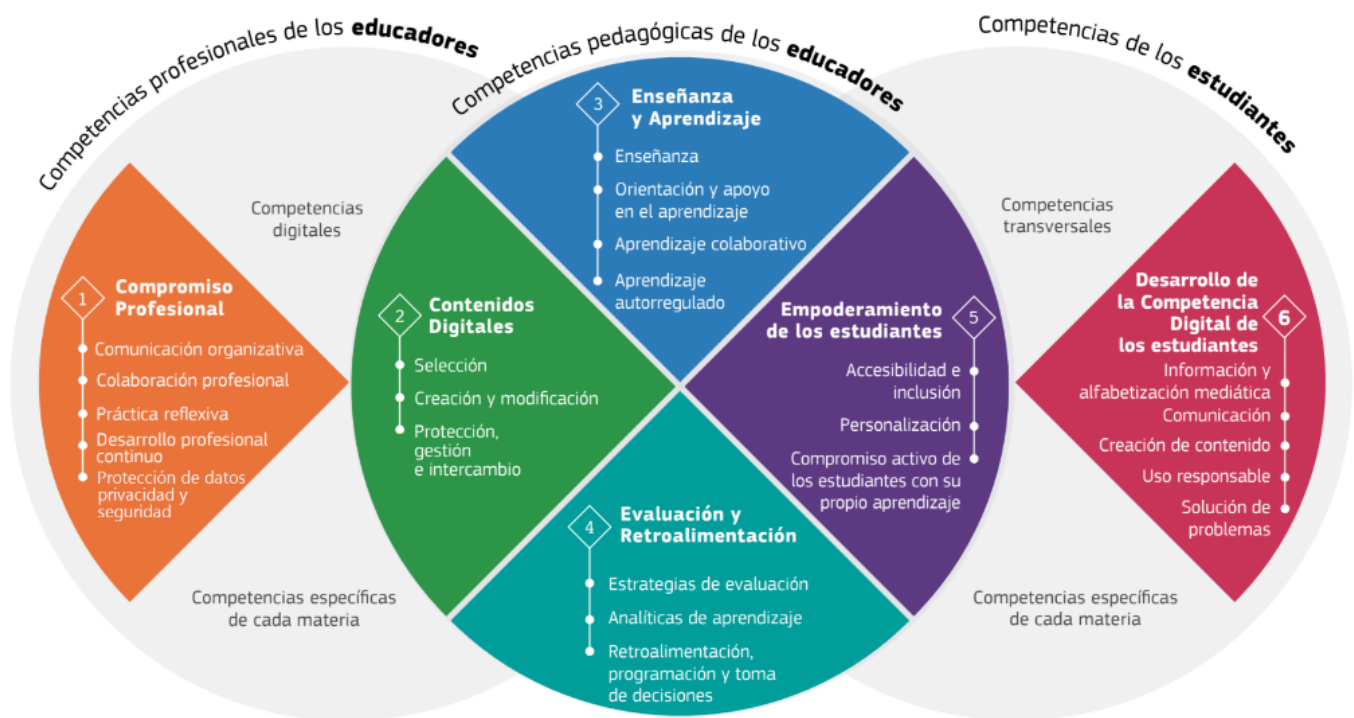 Competencias profesionales de los educadores
Competencias pedagógicas de los educadores
Competencias de los estudiantes
Competencias
digitales
Competencias
transversales
1
Compromiso
Profesional
Comunicación organizativa
Colaboración profesional
Práctica reflexiva
Desarrollo profesional
continuo
Protección de datos
privacidad y
seguridad
2
Contenidos
Digitales
Selección
Creación y modificación
Protección,
gestión
e intercambio
3
Enseñanza
y Aprendizaje
Enseñanza
Orientación y apoyo
en el aprendizaje
Aprendizaje colaborativo
Aprendizaje
autorregulado
4
Evaluación y
Retroalimentación
Estrategias de evaluación
Analíticas de aprendizaje
Retroalimentación,
programación y toma
de decisiones
5
Empoderamiento
de los estudiantes
Accesibilidad e
inclusión
Personalización
Compromiso activo de
los estudiantes con su
propio aprendizaje
6
Desarrollo de
la Competencia
Digital de
los estudiantes
Información y
alfabetización mediática
Comunicación
Creación de contenido
Uso responsable
Solución de
problemas
Competencias específicas
de cada materia
Competencias específicas
de cada materia